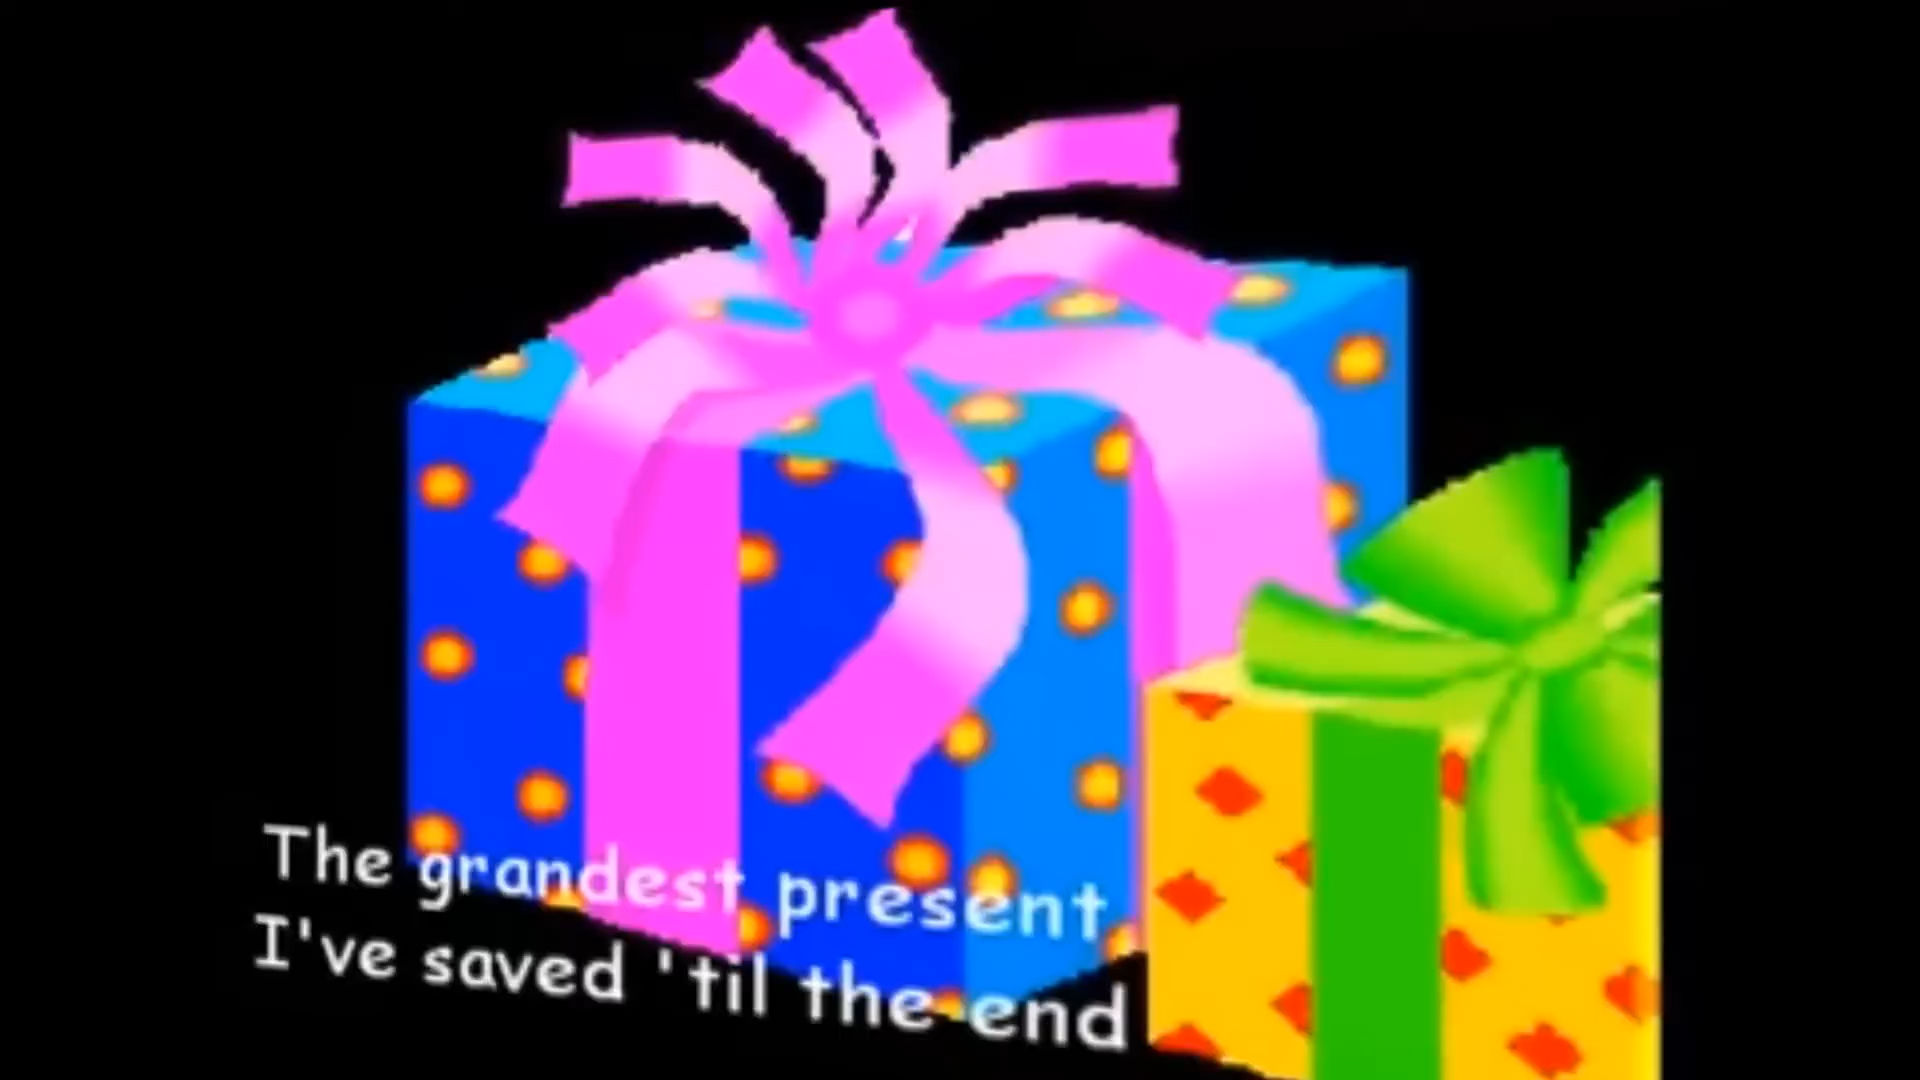 The grandest present
I've saved 'til the end